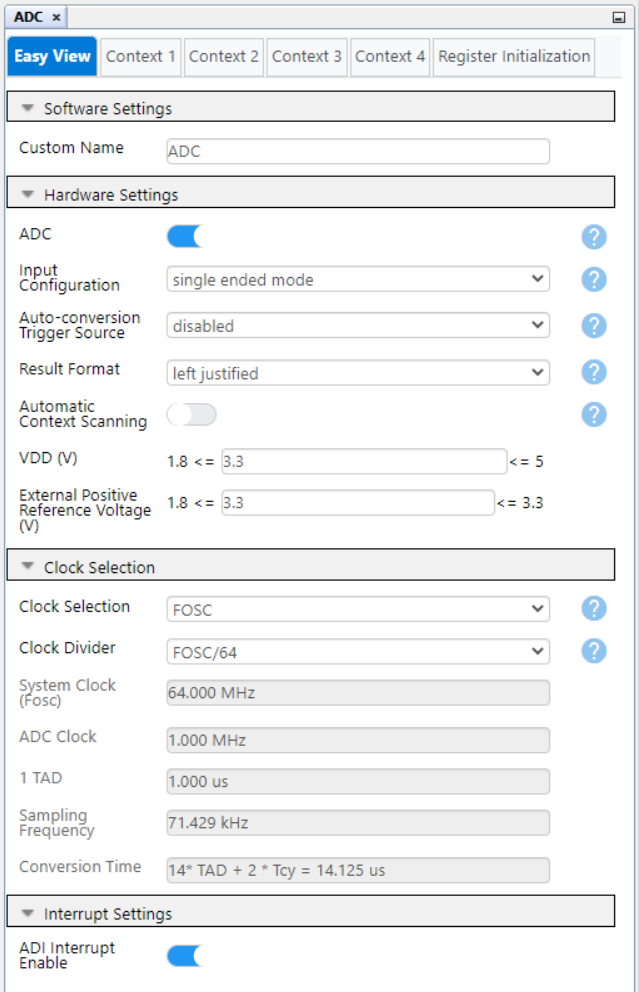 ADC ×
Easy View Context 1 Context 2 Context 3 Context 4 Register Initialization
Software Settings
Custom Name ADC
Hardware Settings
ADC ?
Input
Configuration single ended mode ?
Auto-conversion
Trigger Source disabled ?
Result Format left justified ?
Automatic
Context Scanning ?
VDD (V) 1.8 <= 3.3 <= 5
External Positive
Reference Voltage 1.8 <= 3.3 <= 3.3
(V)
Clock Selection
Clock Selection FOSC ?
Clock Divider FOSC/64 ?
System Clock
(Fosc) 64.000 MHz
ADC Clock 1.000 MHz
1 TAD 1.000 us
Sampling
Frequency 71.429 kHz
Conversion Time 14* TAD + 2 * Tcy = 14.125 us
Interrupt Settings
ADI Interrupt
Enable